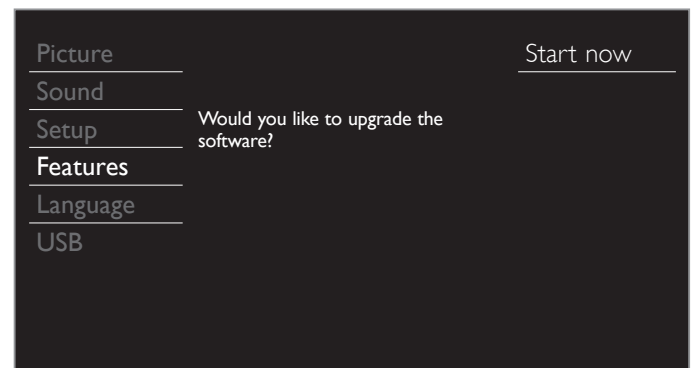 Picture
Sound
Setup
Features
Language
USB
Would you like to upgrade the
software?
Start now